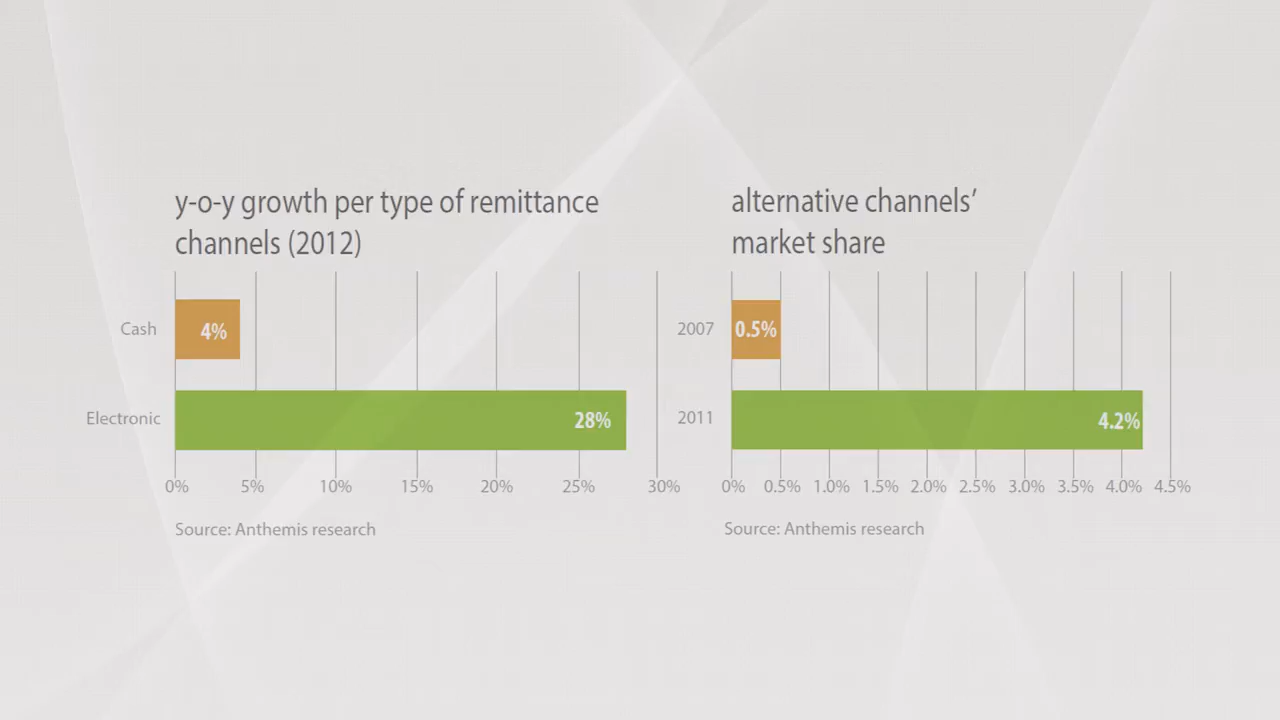 y-o-y growth per type of remittance
channels (2012)
Cash
4%
Electronic
28%
0% 5% 10% 15% 20% 25% 30%
Source: Anthemis research
alternative channels’
market share
2007
0.5%
2011
4.2%
0% 0.5% 1.0% 1.5% 2.0% 2.5% 3.0% 3.5% 4.0% 4.5%
Source: Anthemis research